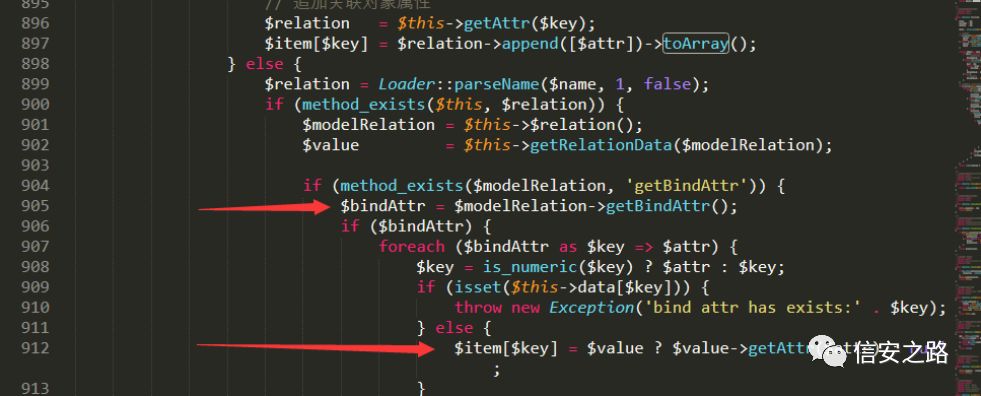 895 // 追加关联对象属性
896 $relation = $this->getAttr($key);
897 $item[$key] = $relation->append([$attr])->toArray();
898 } else {
899 $relation = Loader::parseName($name, 1, false);
900 if (method_exists($this, $relation)) {
901 $modelRelation = $this->$relation();
902 $value = $this->getRelationData($modelRelation);
903
904 if (method_exists($modelRelation, 'getBindAttr')) {
905 $bindAttr = $modelRelation->getBindAttr();
906 if ($bindAttr) {
907 foreach ($bindAttr as $key => $attr) {
908 $key = is_numeric($key) ? $attr : $key;
909 if (isset($this->data[$key])) {
910 throw new Exception('bind attr has exists:' . $key);
911 } else {
912 $item[$key] = $value ? $value->getAttr
;
913 }
信安之路